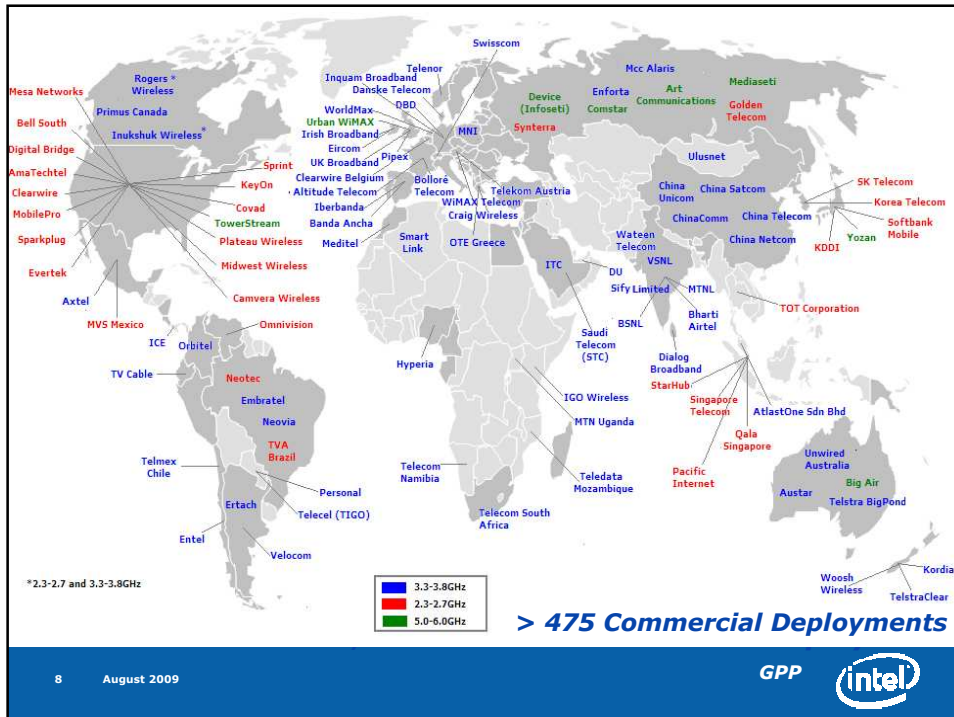 Swisscom
Telenor
Inquam Broadband
Danske Telecom
DBD
WorldMax
Urban WiMAX
Irish Broadband
Eircom
Pipex
UK Broadband
Clearwire Belgium
Altitude Telecom
Iberbanda
Banda Ancha
Meditel
Bolloré
Telecom
MNI
Telekom Austria
WiMAX Telecom
Craig Wireless
OTE Greece
Smart
Link
Rogers *
Wireless
Primus Canada
Inukshuk Wireless*
Mesa Networks
Bell South
Digital Bridge
AmaTechtel
Clearwire
MobilePro
Sparkplug
Evertek
Sprint
KeyOn
Covad
TowerStream
Plateau Wireless
Midwest Wireless
Camvera Wireless
Axtel
MVS Mexico
Omnivision
ICE
Orbitel
TV Cable
Neotec
Embratel
Neovia
TVA
Brazil
Telmex
Chile
Personal
Telecel (TIGO)
Ertach
Entel
Velocom
Mcc Alaris
Mediaseti
Device
(Infoseti)
Enforta
Comstar
Art
Communications
Golden
Telecom
Synterra
Ulusnet
China
Unicom
China Satcom
ChinaComm
China Telecom
China Netcom
SK Telecom
Korea Telecom
Softbank
Mobile
KDDI
Yozan
Wateen
Telecom
VSNL
ITC
DU
Sify Limited
MTNL
BSNL
Bharti
Airtel
TOT Corporation
Saudi
Telecom
(STC)
Dialog
Broadband
StarHub
Singapore
Telecom
AtlastOne Sdn Bhd
Qala
Singapore
Pacific
Internet
Hyperia
IGO Wireless
MTN Uganda
Telecom
Namibia
Teledata
Mozambique
Telecom South
Africa
Unwired
Australia
Big Air
Austar
Telstra BigPond
Woosh
Wireless
Kordia
TelstraClear
*2.3-2.7 and 3.3-3.8GHz
3.3-3.8GHz
2.3-2.7GHz
5.0-6.0GHz
> 475 Commercial Deployments
8 August 2009
GPP
intel